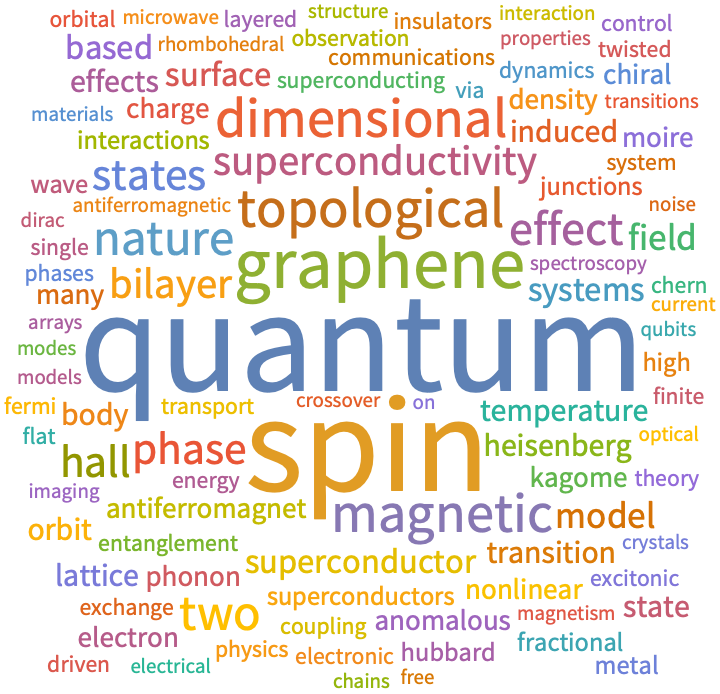 orbital microwave layered structure insulators interaction control
based rhombohedral observation communications properties twisted
effects surface superconducting via dynamics chiral
materials charge dimensional density transitions
interactions induced moire
states superconductivity system
wave antiferromagnetic topological junctions noise
dirac nature effect field
single graphene spectroscopy
phases bilayer systems chern
many current
arrays quantum qubits
modes high
models crossover on finite
fermi body transport spin temperature optical
flat hall phase heisenberg
energy kagome theory
imaging antiferromagnet magnetic model
orbit entanglement transition crystals
lattice phonon superconductor nonlinear excitonic
exchange two superconductors anomalous magnetism state
electron coupling hubbard fractional
driven electrical physics electronic metal
chains free